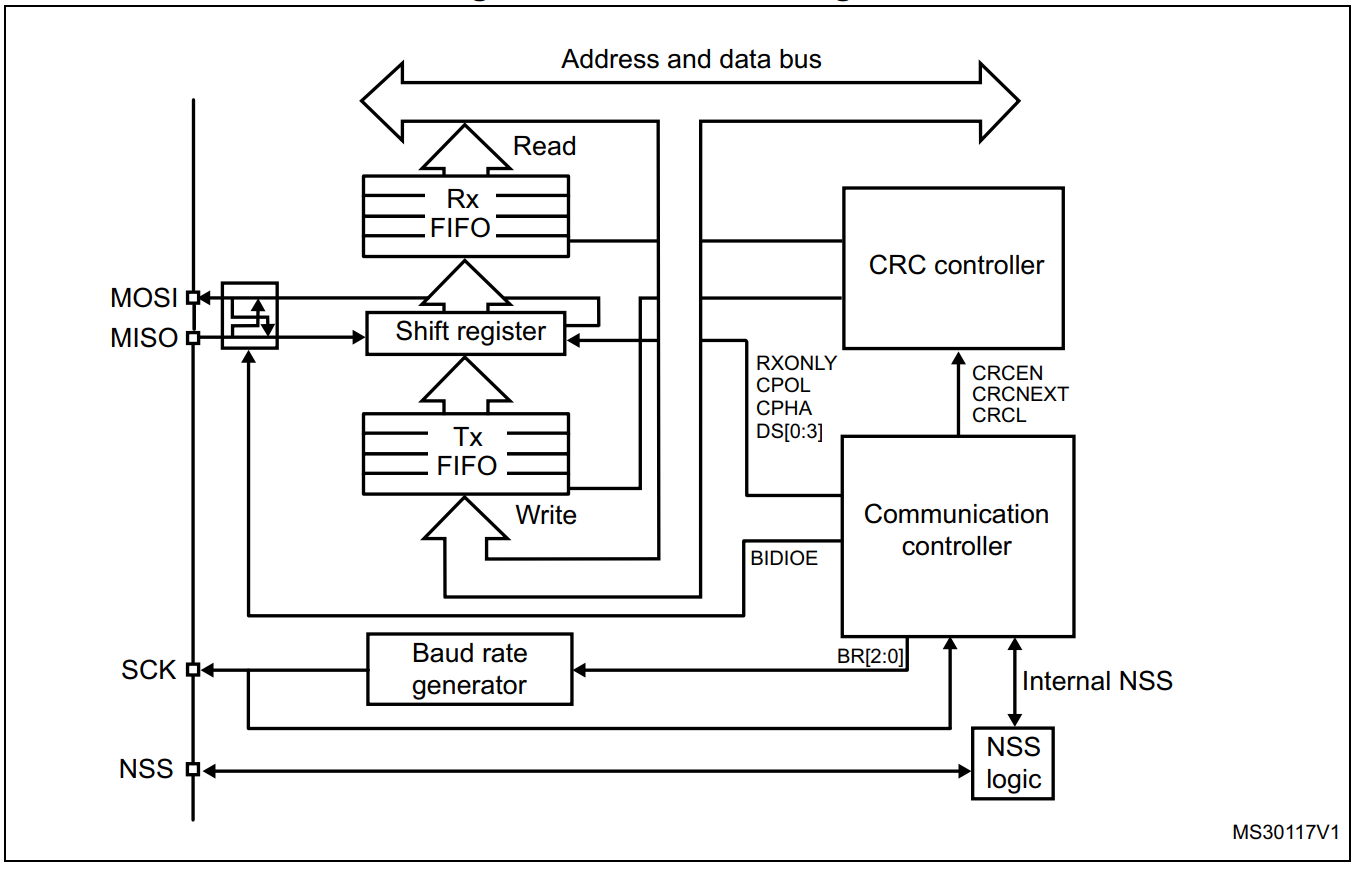 Address and data bus
Read
Rx
FIFO
CRC controller
MOSI
MISO
Shift register
RXONLY
CPOL
CPHA
DS[0:3]
CRCEN
CRCNEXT
CRCL
Tx
FIFO
Write
Communication
controller
BIDIOE
Baud rate
generator
BR[2:0]
SCK
Internal NSS
NSS
NSS
logic
MS30117V1